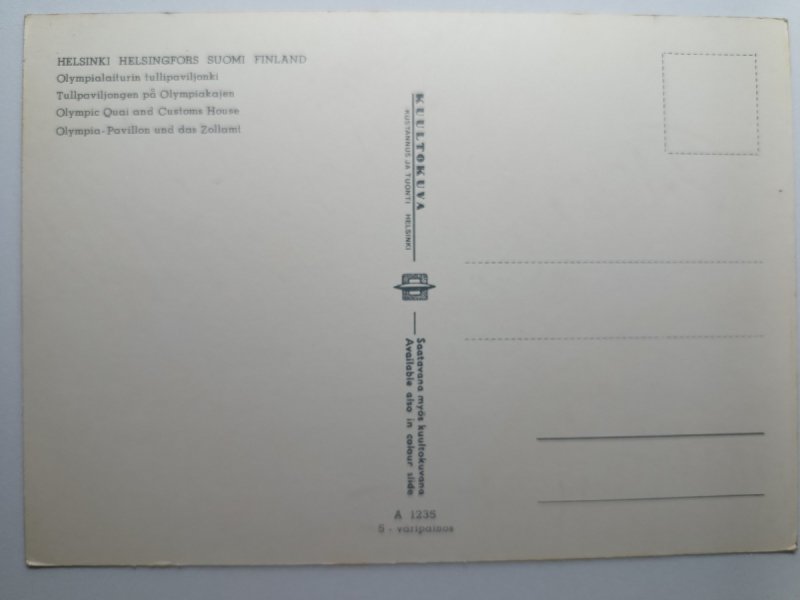 HELSINKI HELSINGFORS SUOMI FINLAND
Olympialaiturin tullipaviljonki
Tullpaviljongen på Olympiakajen
Olympic Quai and Customs House
Olympia-Pavillon und das Zollamt
KUULTOKUVA
KUSTANNUS JA TUONTI HELSINKI
Saatavana myös kuultokuvana
Available also in colour slide
A 1235
5 - väripainos